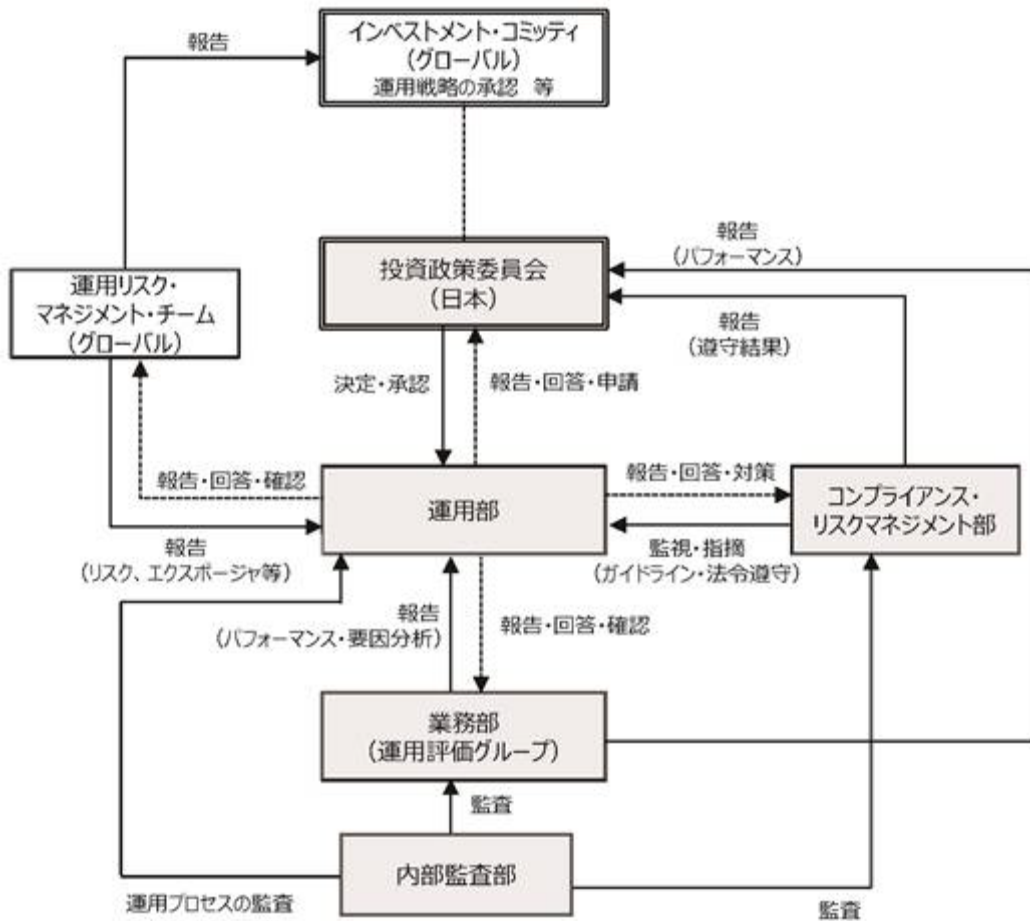 報告
インベストメント・コミッティ
(グローバル)
運用戦略の承認 等
報告
(パフォーマンス)
投資政策委員会
(日本)
運用リスク・
マネジメント・チーム
(グローバル)
報告
(遵守結果)
決定・承認
報告・回答・申請
報告・回答・確認
運用部
報告・回答・対策
コンプライアンス・
リスクマネジメント部
報告
(リスク、エクスポージャ等)
監視・指摘
(ガイドライン・法令遵守)
報告
(パフォーマンス・要因分析)
報告・回答・確認
業務部
(運用評価グループ)
監査
内部監査部
運用プロセスの監査
監査